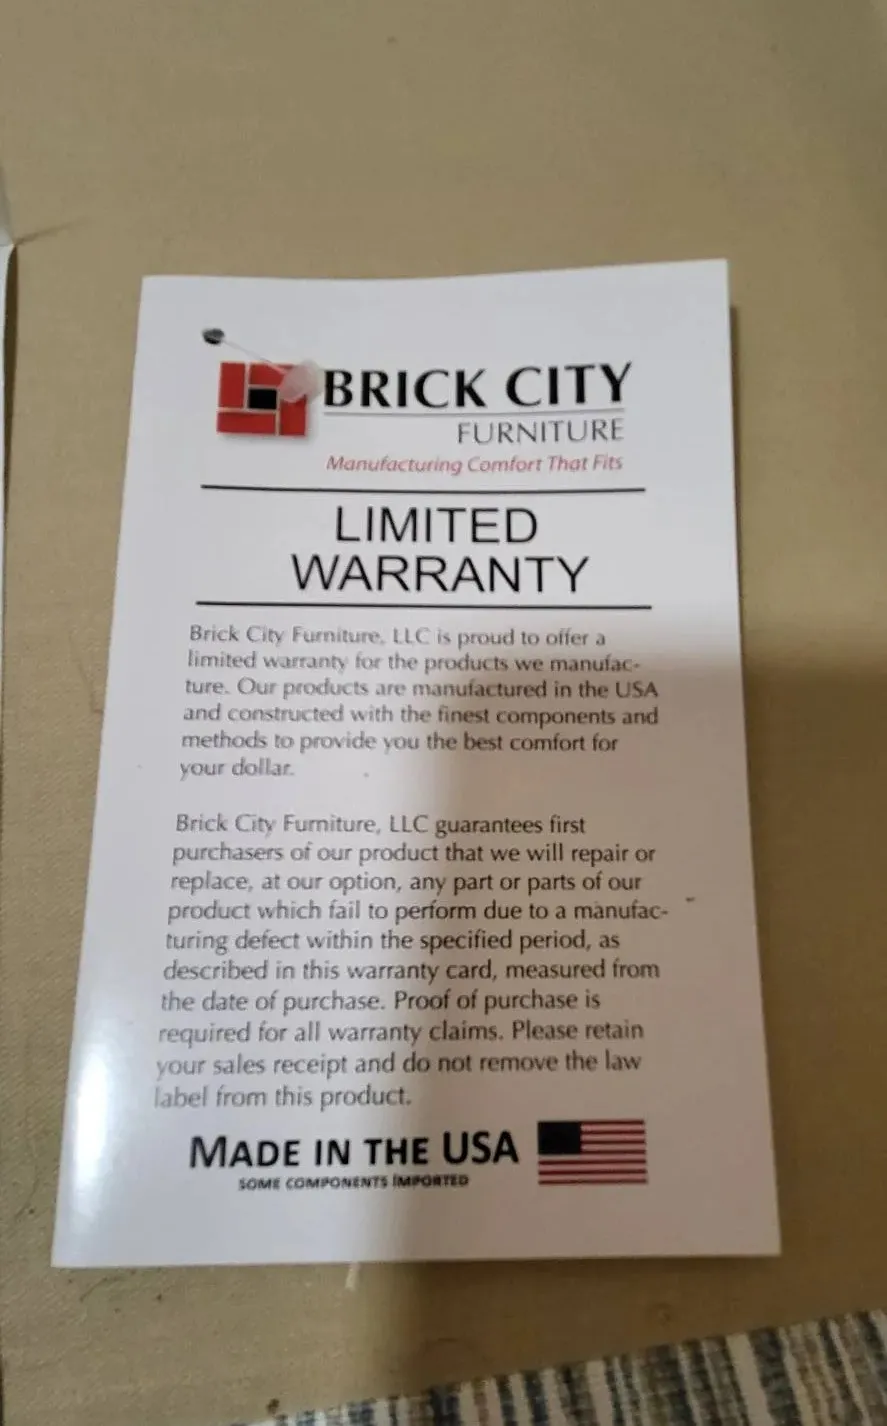 BRICK CITY
FURNITURE
Manufacturing Comfort That Fits
LIMITED
WARRANTY
Brick City Furniture, LLC is proud to offer a
limited warranty for the products we manufac-
ture. Our products are manufactured in the USA
and constructed with the finest components and
methods to provide you the best comfort for
your dollar.
Brick City Furniture, LLC guarantees first
purchasers of our product that we will repair or
replace, at our option, any part or parts of our
product which fail to perform due to a manufac-
turing defect within the specified period, as
described in this warranty card, measured from
the date of purchase. Proof of purchase is
required for all warranty claims. Please retain
your sales receipt and do not remove the law
label from this product.
MADE IN THE USA
SOME COMPONENTS IMPORTED